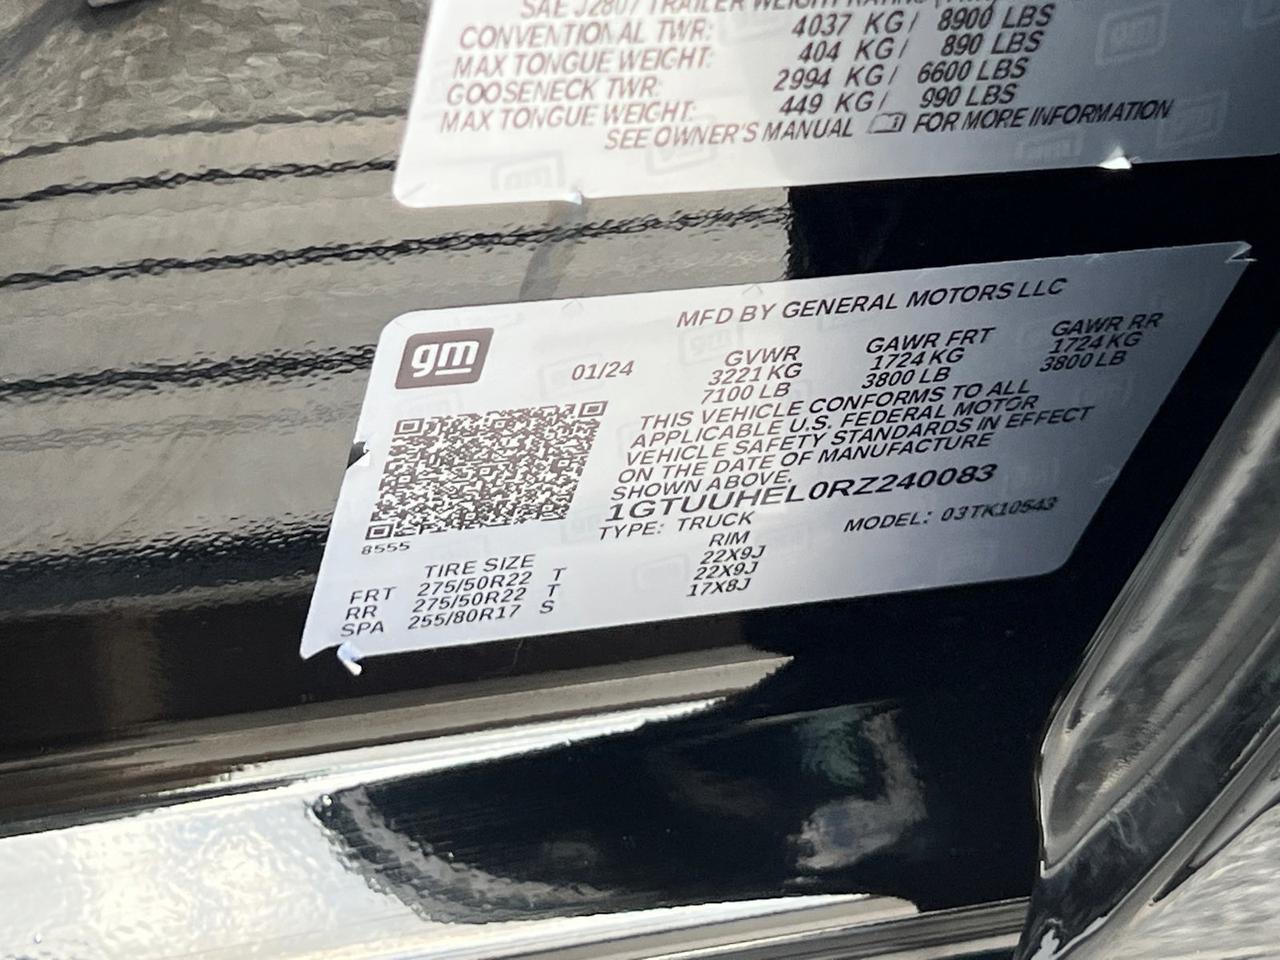 SAE J2807 TRAILER WEIGHT RATING
CONVENTIONAL TWR: 4037 KG / 8900 LBS
MAX TONGUE WEIGHT: 404 KG / 890 LBS
GOOSENECK TWR: 2994 KG / 6600 LBS
MAX TONGUE WEIGHT: 449 KG / 990 LBS
SEE OWNER'S MANUAL FOR MORE INFORMATION
MFD BY GENERAL MOTORS LLC
gm
01/24
GVWR GAWR FRT GAWR RR
3221 KG 1724 KG 1724 KG
7100 LB 3800 LB 3800 LB
THIS VEHICLE CONFORMS TO ALL
APPLICABLE U.S. FEDERAL MOTOR
VEHICLE SAFETY STANDARDS IN EFFECT
ON THE DATE OF MANUFACTURE
SHOWN ABOVE.
1GTUUHEL0RZ240083
TYPE: TRUCK MODEL: 03TK10543
8555
TIRE SIZE RIM
FRT 275/50R22 T 22X9J
RR 275/50R22 T 22X9J
SPA 255/80R17 S 17X8J